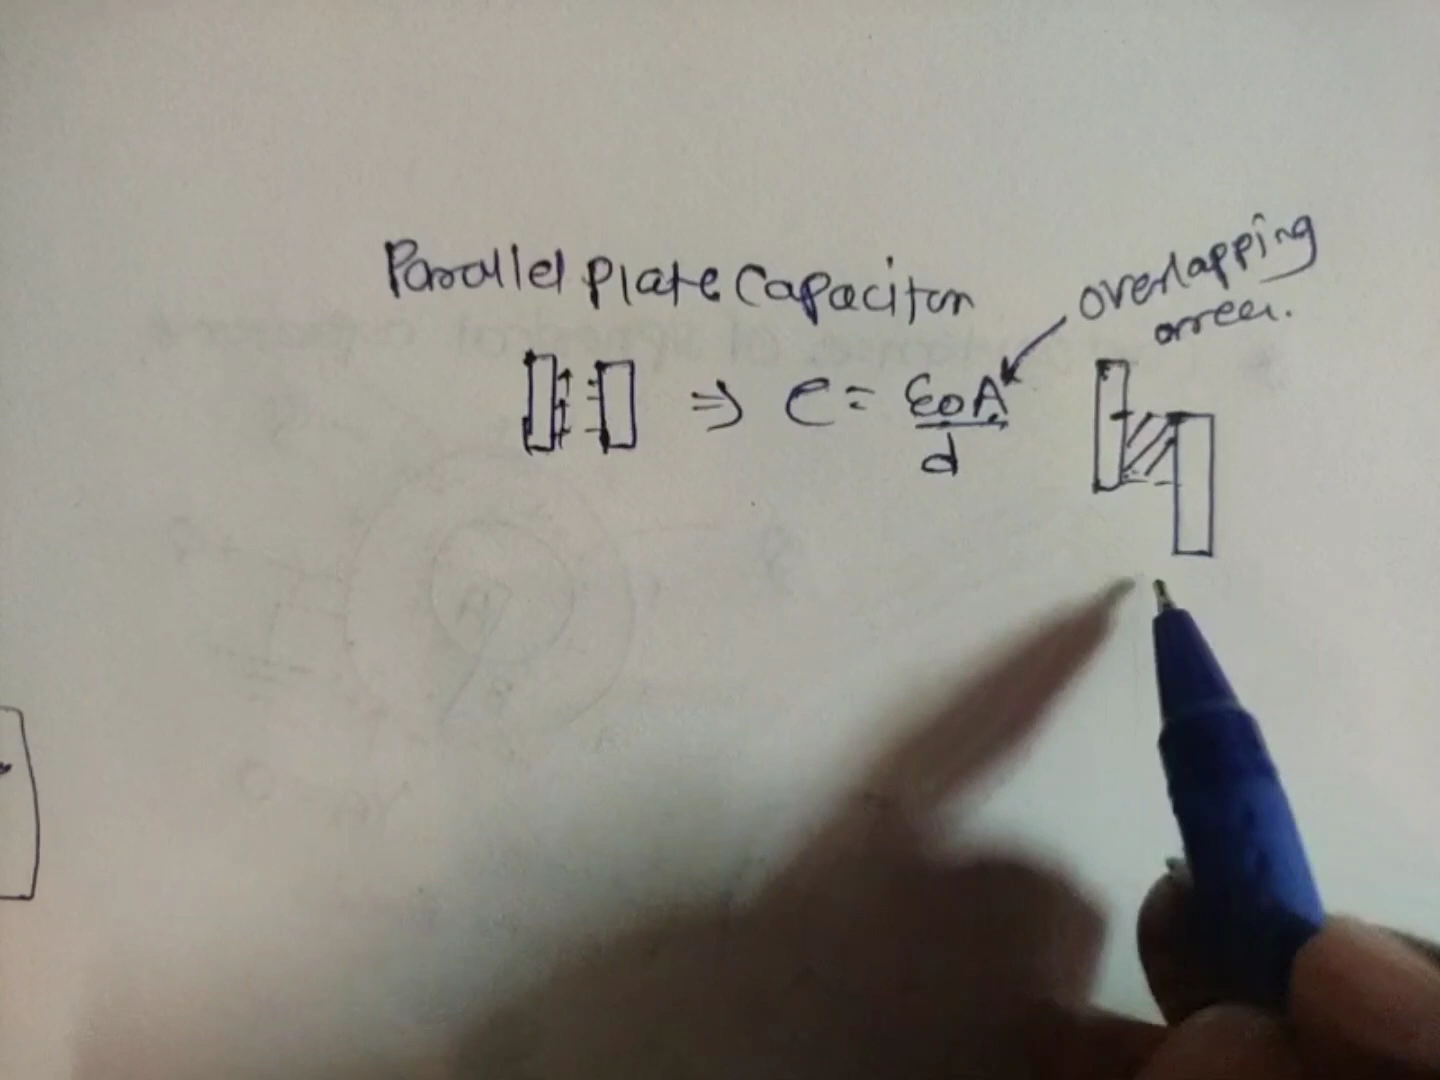 Parallel Plate Capacitor
overlapping
area.
⇒ C = ε0A
d